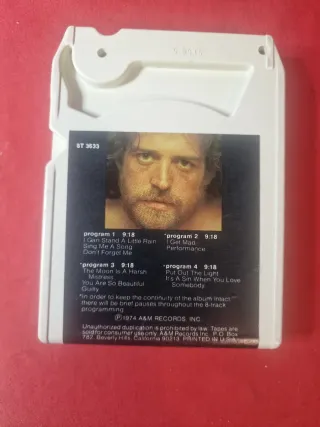 8T 3633
program 1 9:18
I Can Stand A Little Rain
Sing Me A Song
Don't Forget Me
*program 2 9:18
I Get Mad
Performance
*program 3 9:18
The Moon Is A Harsh
Mistress
You Are So Beautiful
Guilty
*program 4 9:18
Put Out The Light
It's A Sin When You Love
Somebody
*In order to keep the continuity of the album intact
there will be brief pauses throughout the 8-track
programming.
Ⓟ1974 A&M RECORDS, INC.
Unauthorized duplication is prohibited by law. Tapes are
sold for consumer use only. A&M Records Inc. P.O. Box
782, Beverly Hills, California 90213. PRINTED IN U.S.A.